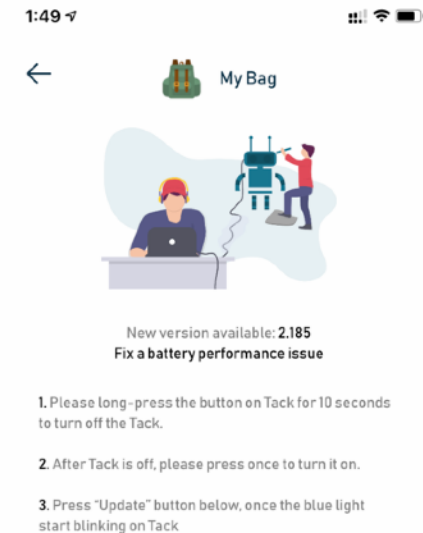 1:49
My Bag
New version available: 2.185
Fix a battery performance issue
1. Please long-press the button on Tack for 10 seconds
to turn off the Tack.
2. After Tack is off, please press once to turn it on.
3. Press "Update" button below, once the blue light
start blinking on Tack